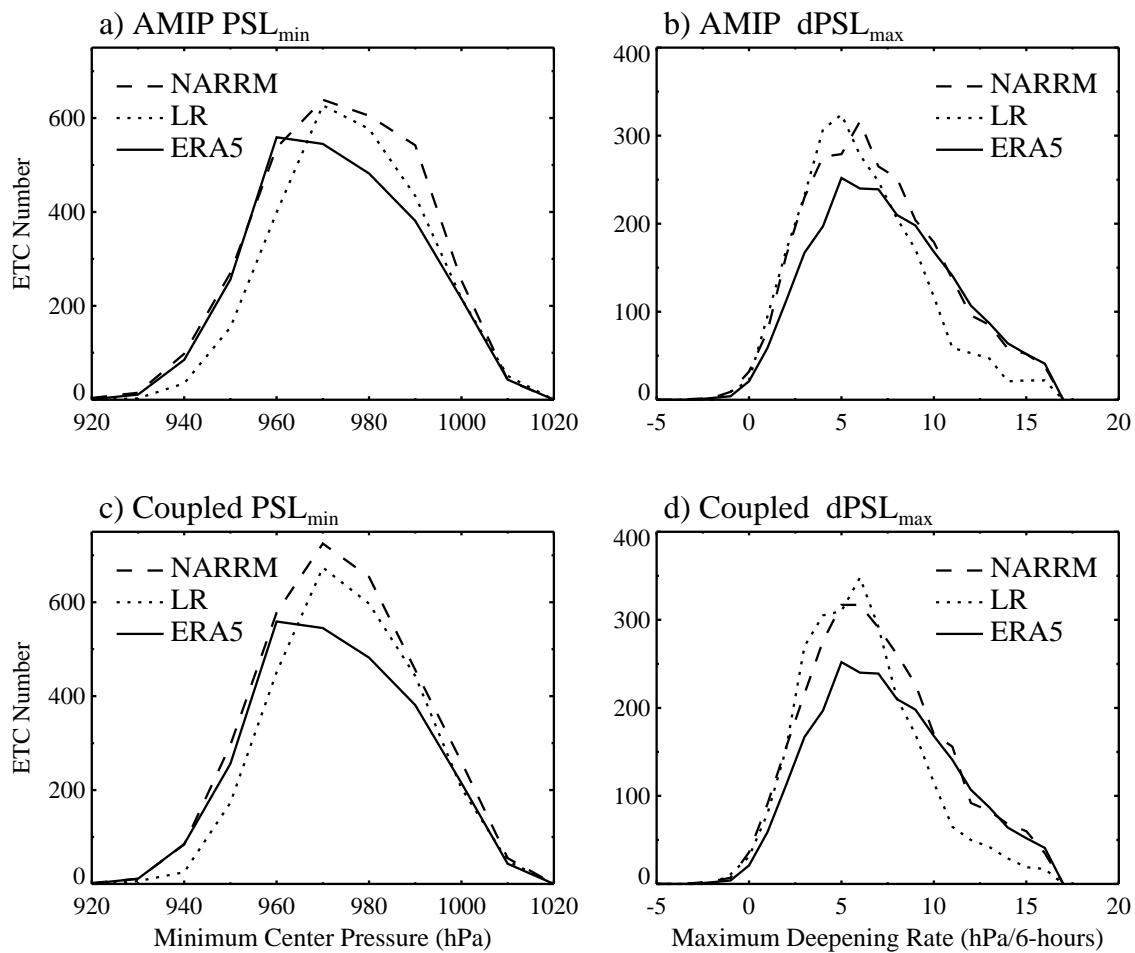 a) AMIP PSLmin
NARRM
LR
ERA5
ETC Number
600
400
200
0
920 940 960 980 1000 1020
b) AMIP dPSLmax
NARRM
LR
ERA5
400
300
200
100
0
-5 0 5 10 15 20
c) Coupled PSLmin
NARRM
LR
ERA5
ETC Number
600
400
200
0
920 940 960 980 1000 1020
Minimum Center Pressure (hPa)
d) Coupled dPSLmax
NARRM
LR
ERA5
400
300
200
100
0
-5 0 5 10 15 20
Maximum Deepening Rate (hPa/6-hours)